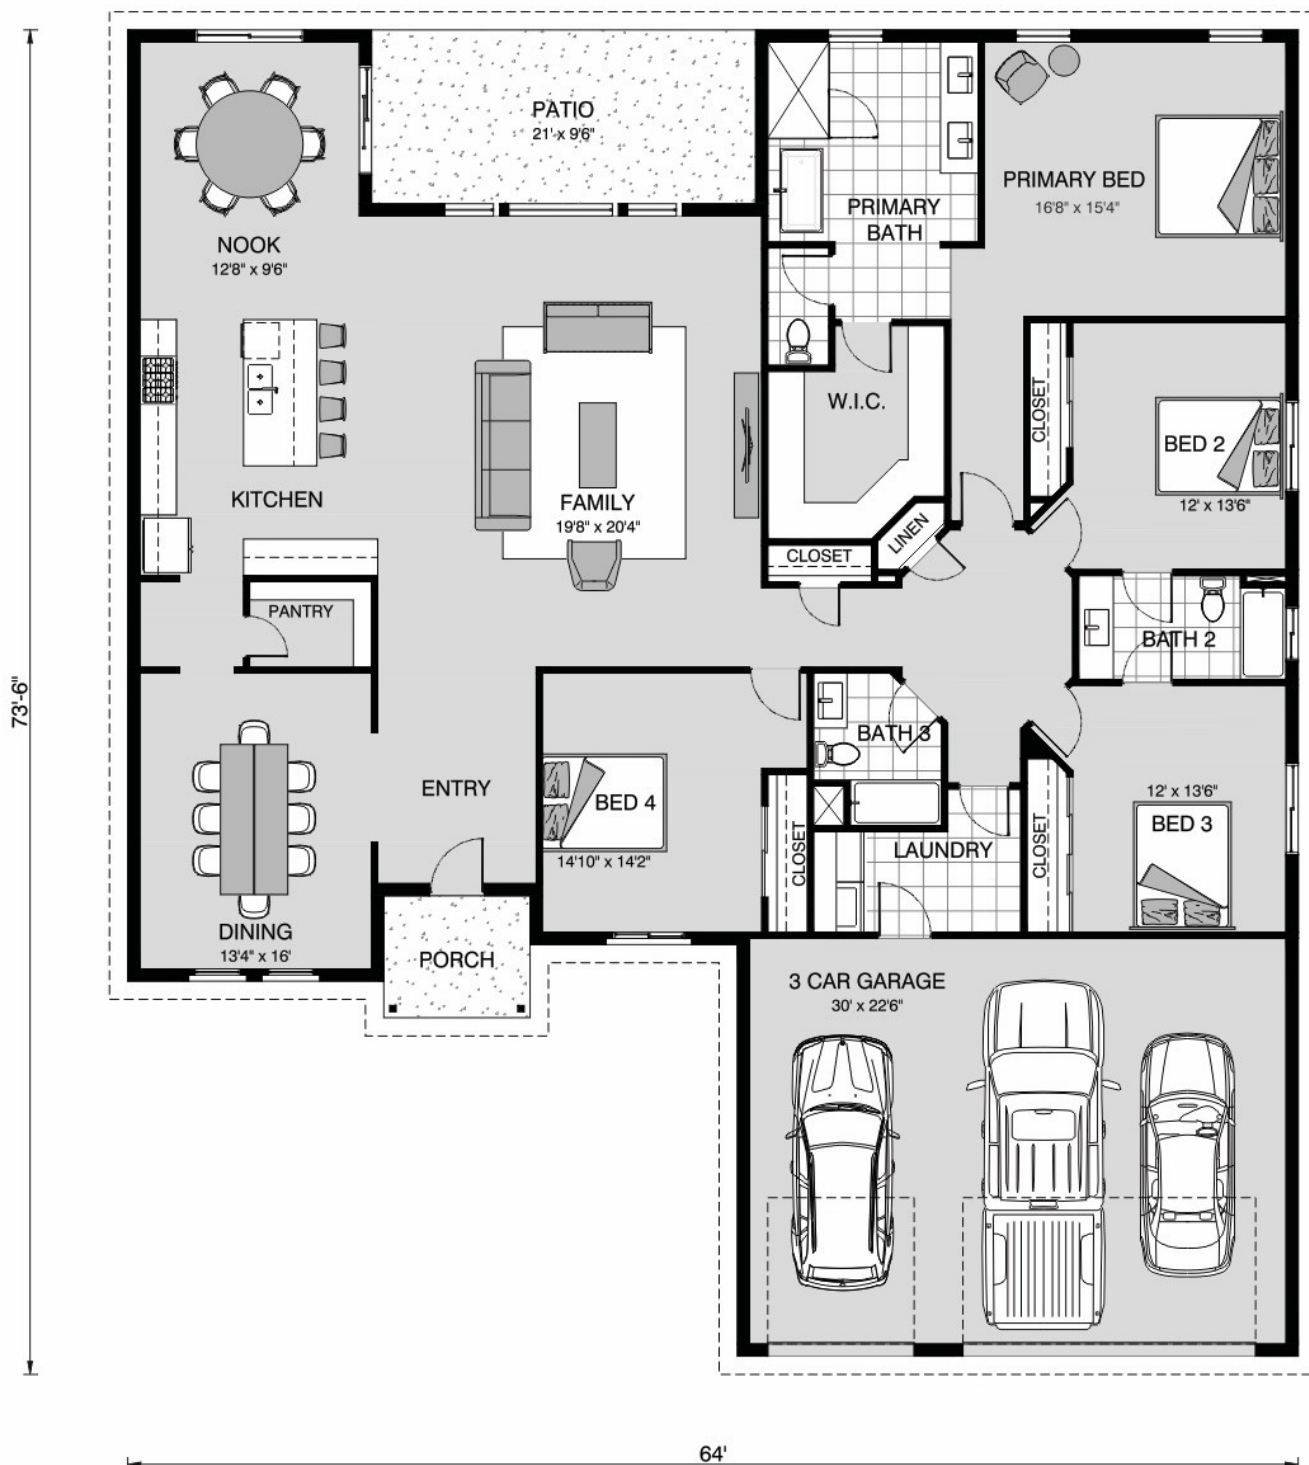 PATIO
21' x 9'6"
NOOK
12'8" x 9'6"
PRIMARY
BATH
PRIMARY BED
16'8" x 15'4"
W.I.C.
CLOSET
BED 2
12' x 13'6"
KITCHEN
FAMILY
19'8" x 20'4"
LINEN
CLOSET
PANTRY
BATH 2
73'-6"
ENTRY
BED 4
14'10" x 14'2"
BATH 3
CLOSET
LAUNDRY
CLOSET
12' x 13'6"
BED 3
DINING
13'4" x 16'
PORCH
3 CAR GARAGE
30' x 22'6"
64'